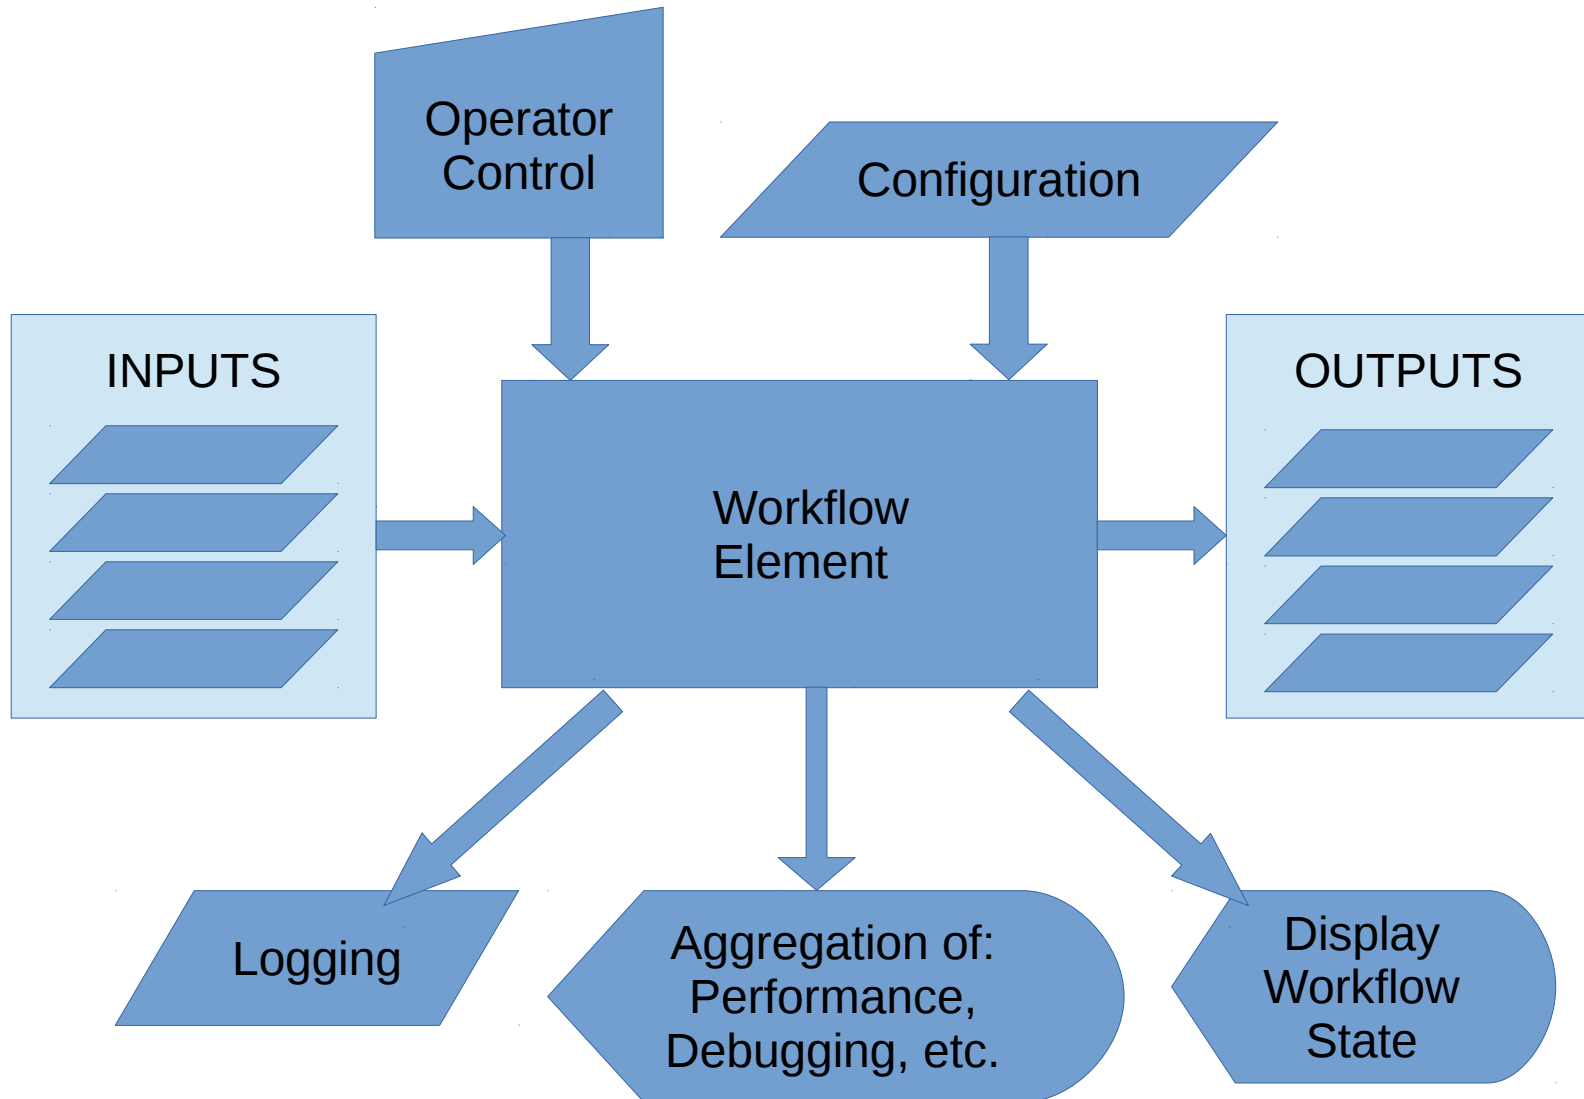 Operator
Control
Configuration
INPUTS
OUTPUTS
Workflow
Element
Logging
Aggregation of:
Performance,
Debugging, etc.
Display
Workflow
State